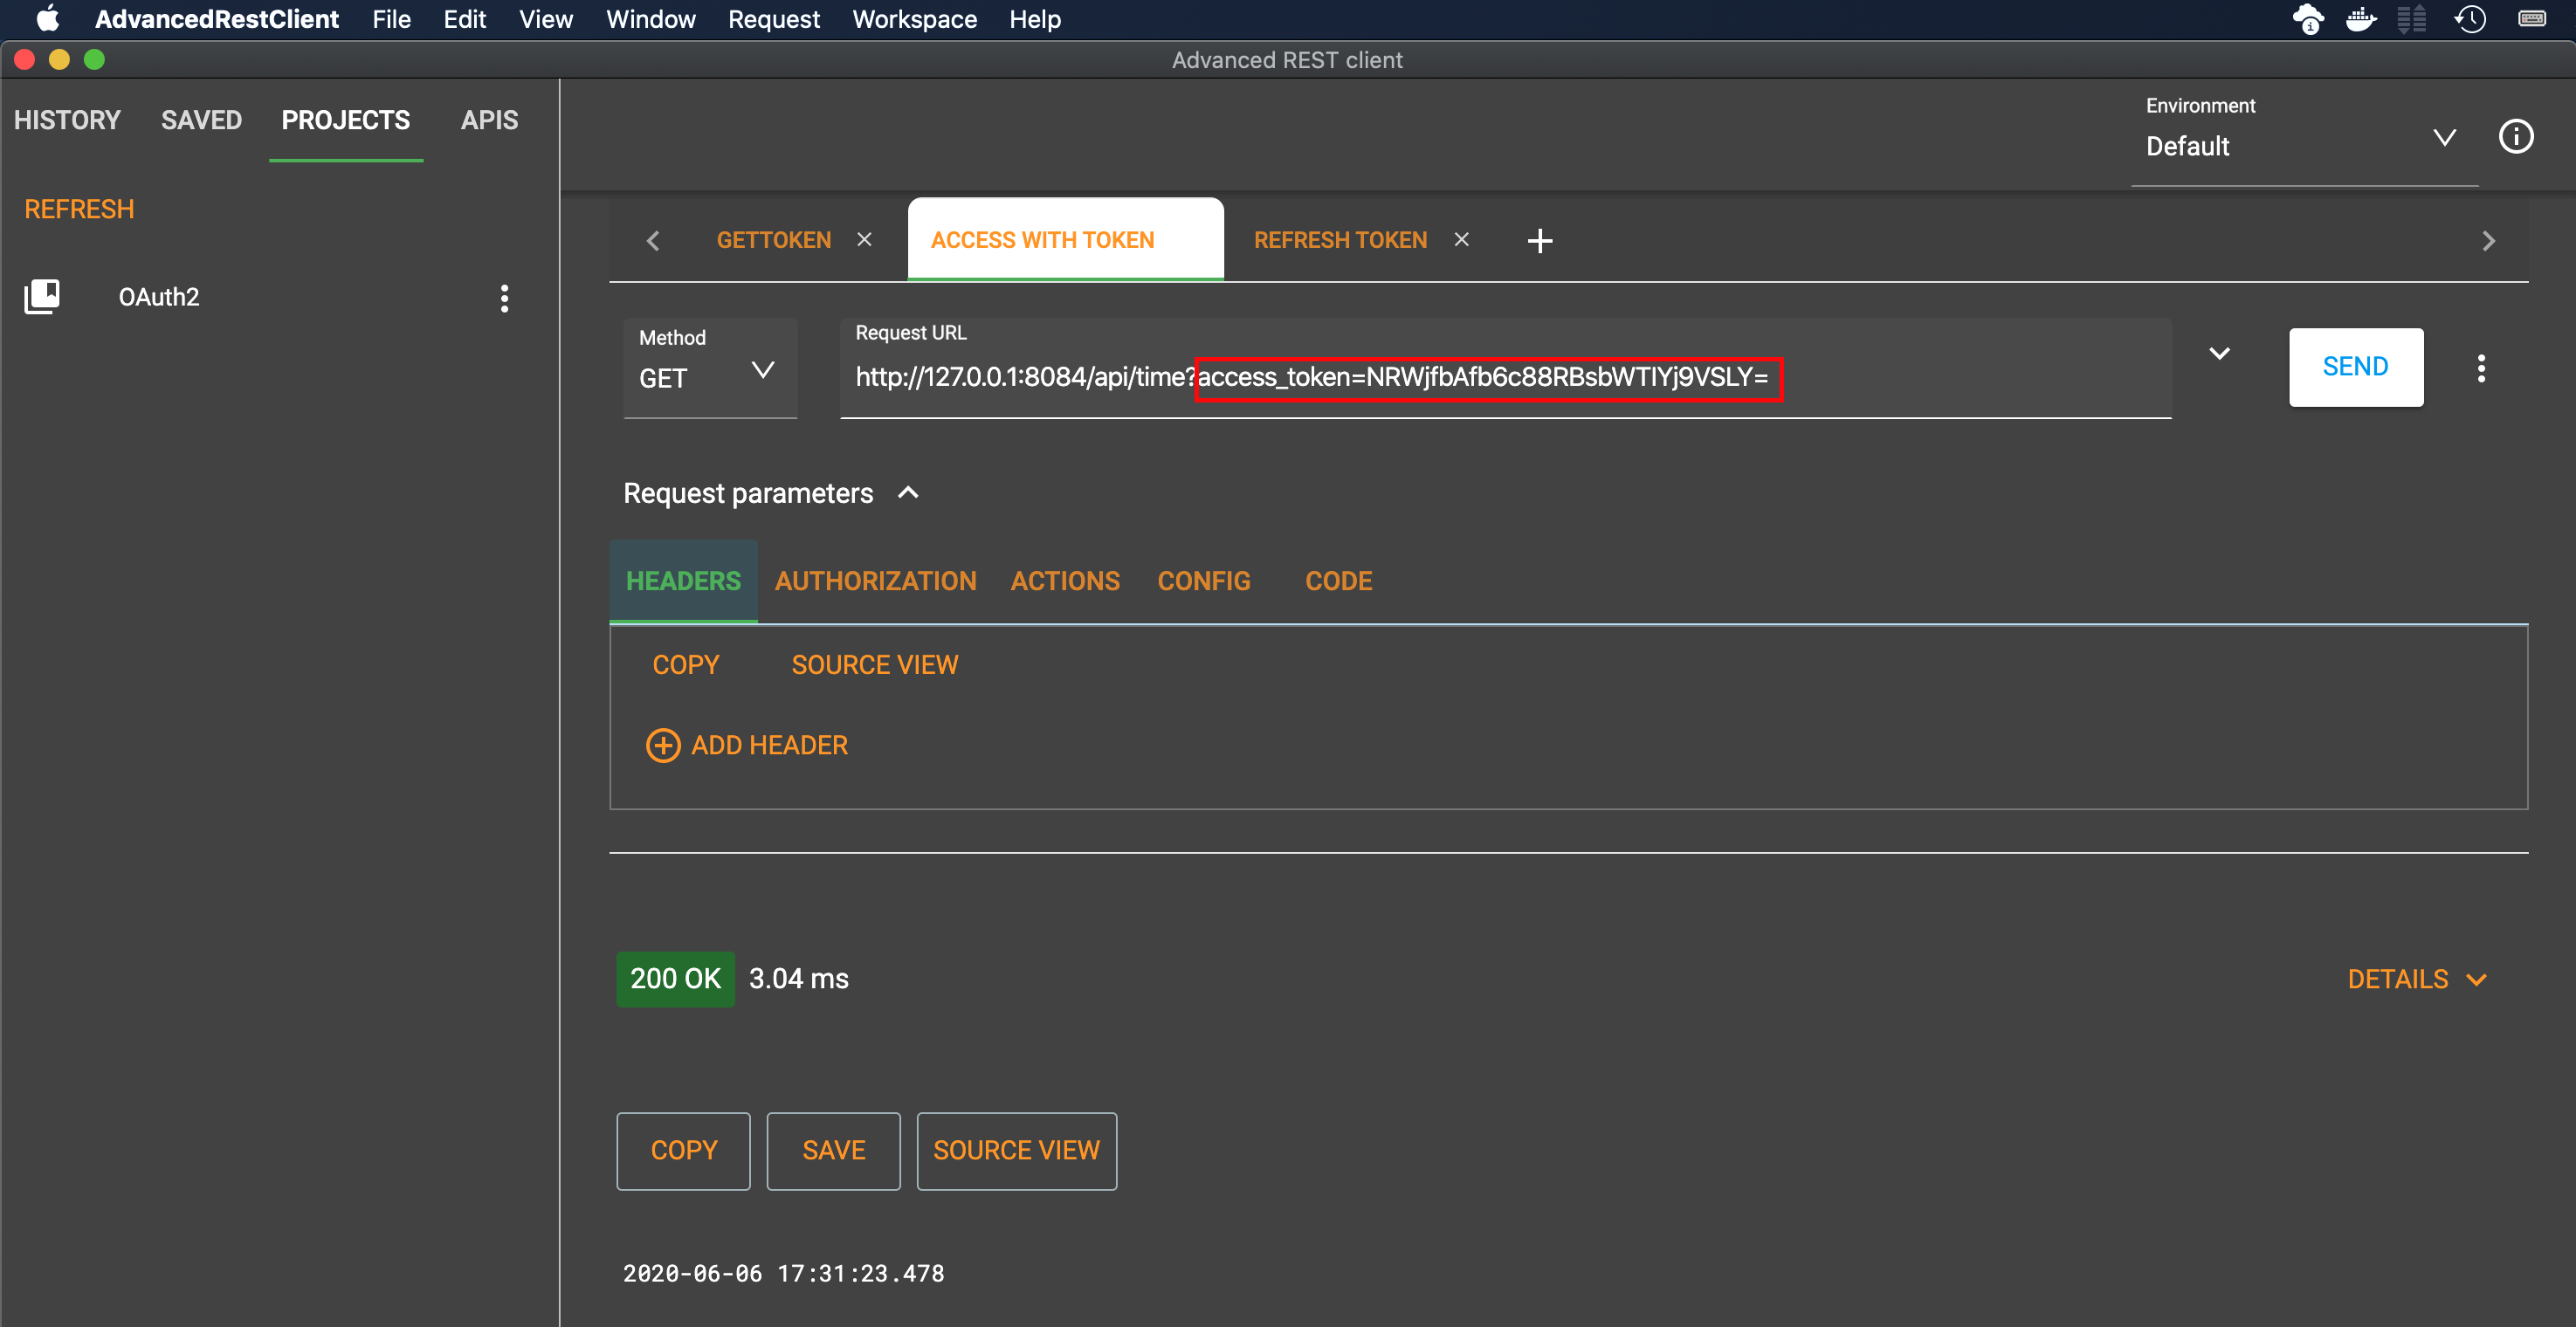 AdvancedRestClient File Edit View Window Request Workspace Help
Advanced REST client
HISTORY SAVED PROJECTS APIS
Environment
Default
REFRESH
GETTOKEN ACCESS WITH TOKEN REFRESH TOKEN
OAuth2
Method
GET
Request URL
http://127.0.0.1:8084/api/time?access_token=NRWjfbAfb6c88RBsbWTIYj9VSLY=
SEND
Request parameters
HEADERS AUTHORIZATION ACTIONS CONFIG CODE
COPY SOURCE VIEW
ADD HEADER
200 OK 3.04 ms
DETAILS
COPY SAVE SOURCE VIEW
2020-06-06 17:31:23.478